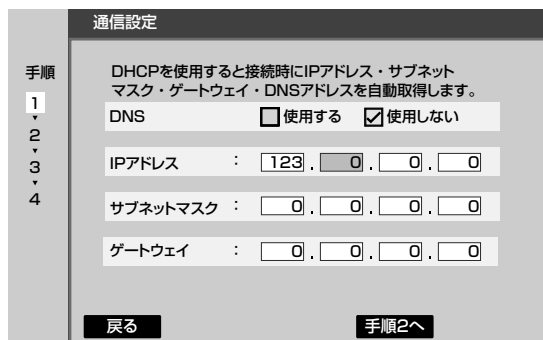 通信設定
手順
1
2
3
4
DHCPを使用すると接続時にIPアドレス・サブネット
マスク・ゲートウェイ・DNSアドレスを自動取得します。
DNS 使用する 使用しない
IPアドレス : 123 . 0 . 0 . 0
サブネットマスク : 0 . 0 . 0 . 0
ゲートウェイ : 0 . 0 . 0 . 0
戻る 手順2へ